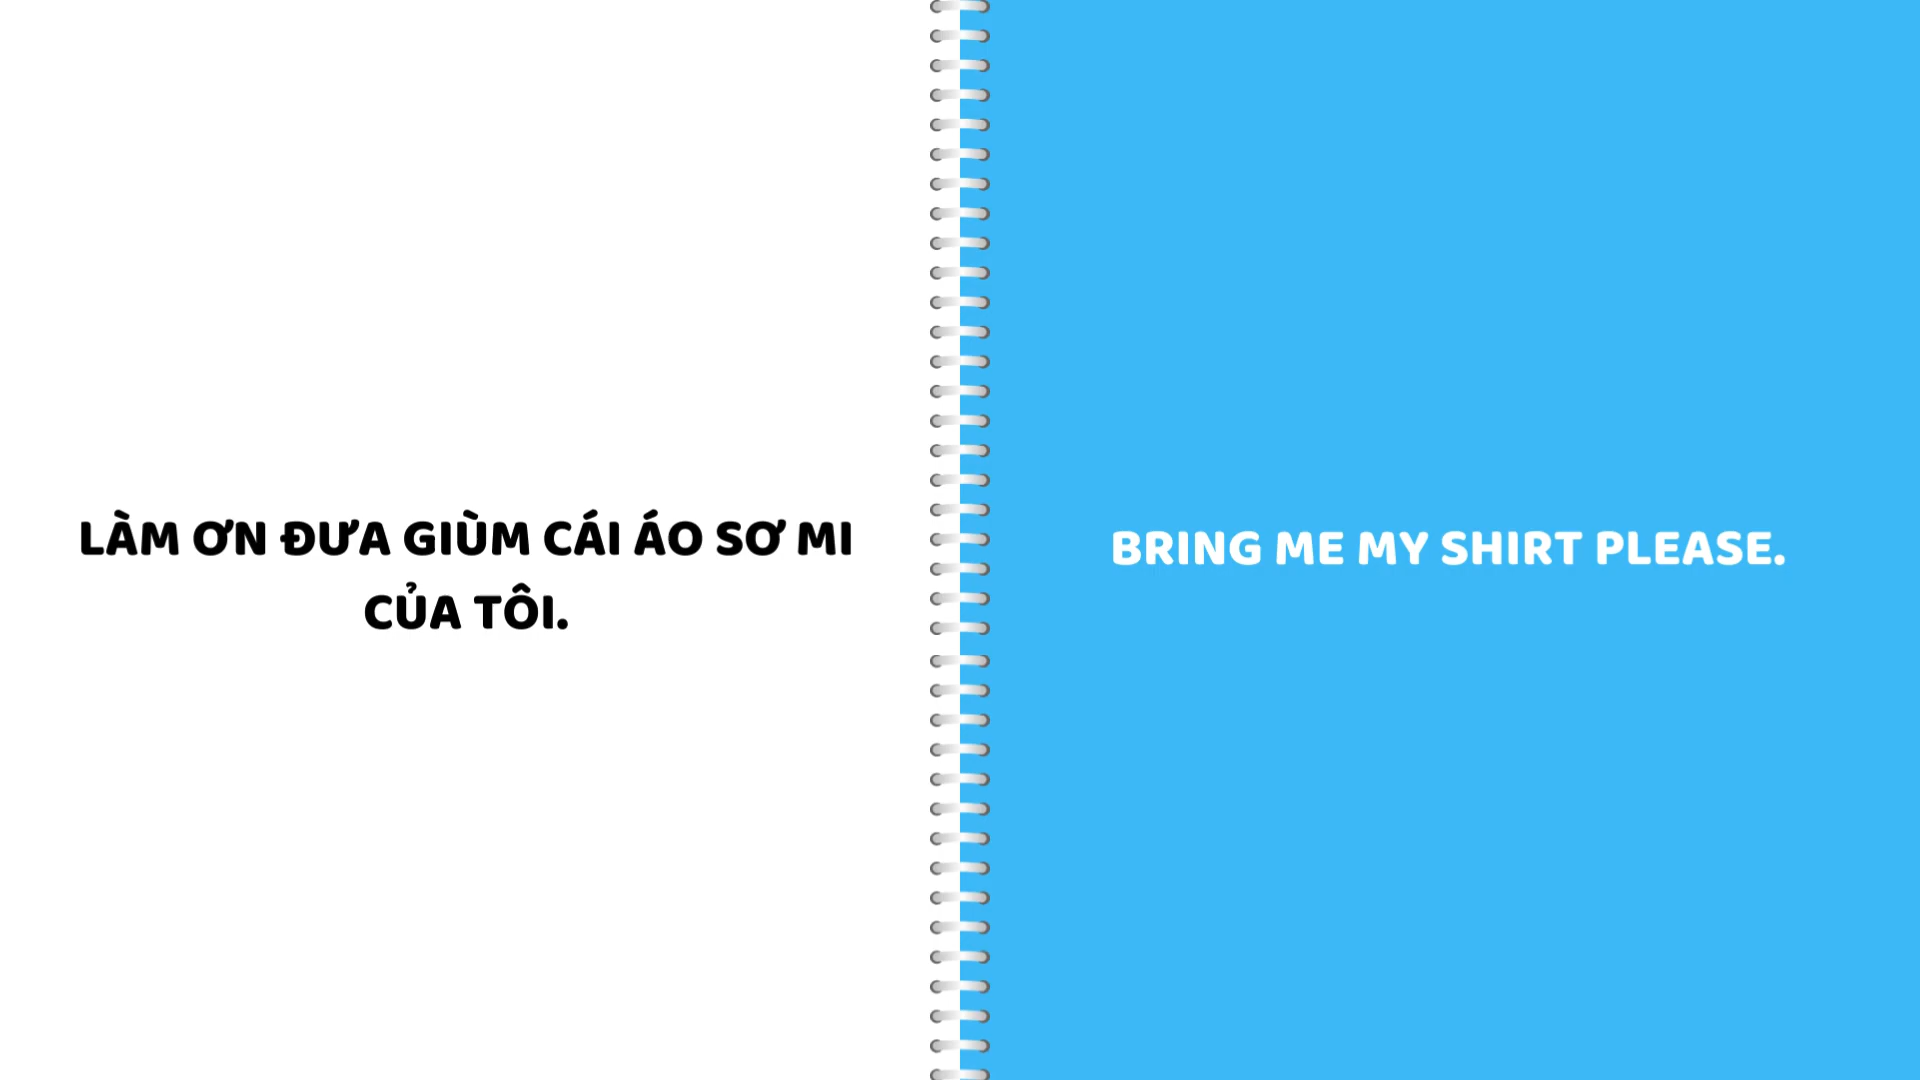 LÀM ƠN ĐƯA GIÙM CÁI ÁO SƠ MI
CỦA TÔI.
BRING ME MY SHIRT PLEASE.